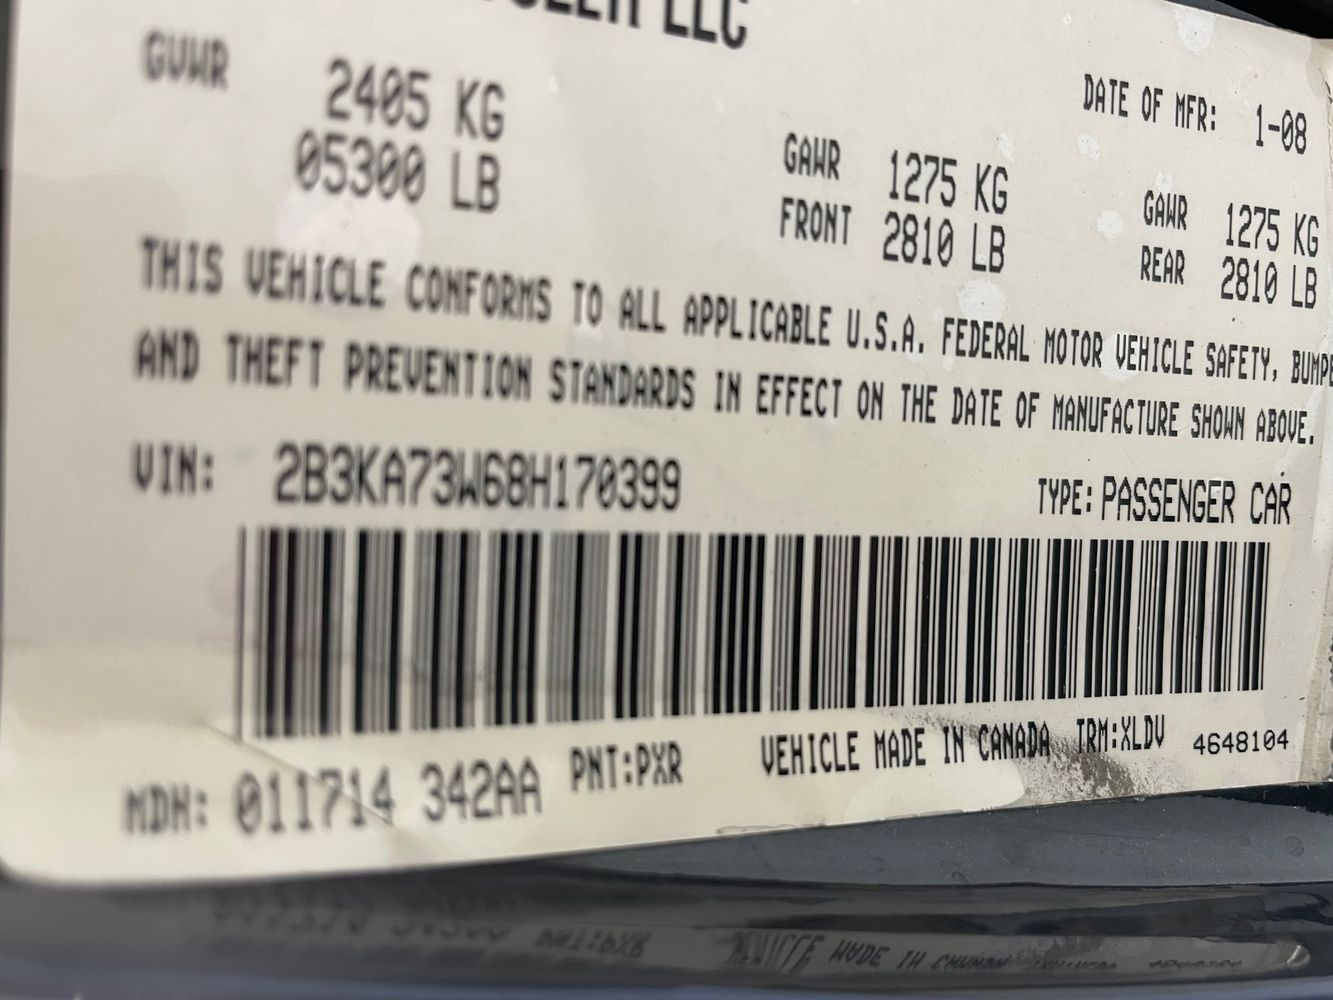 LLC
GVWR 2405 KG
05300 LB
DATE OF MFR: 1-08
GAWR FRONT 1275 KG 2810 LB
GAWR REAR 1275 KG 2810 LB
THIS VEHICLE CONFORMS TO ALL APPLICABLE U.S.A. FEDERAL MOTOR VEHICLE SAFETY, BUMPE
AND THEFT PREVENTION STANDARDS IN EFFECT ON THE DATE OF MANUFACTURE SHOWN ABOVE.
VIN: 2B3KA73W68H170399 TYPE: PASSENGER CAR
MDH: 011714 342AA PNT:PXR VEHICLE MADE IN CANADA TRM:XLDV 4648104